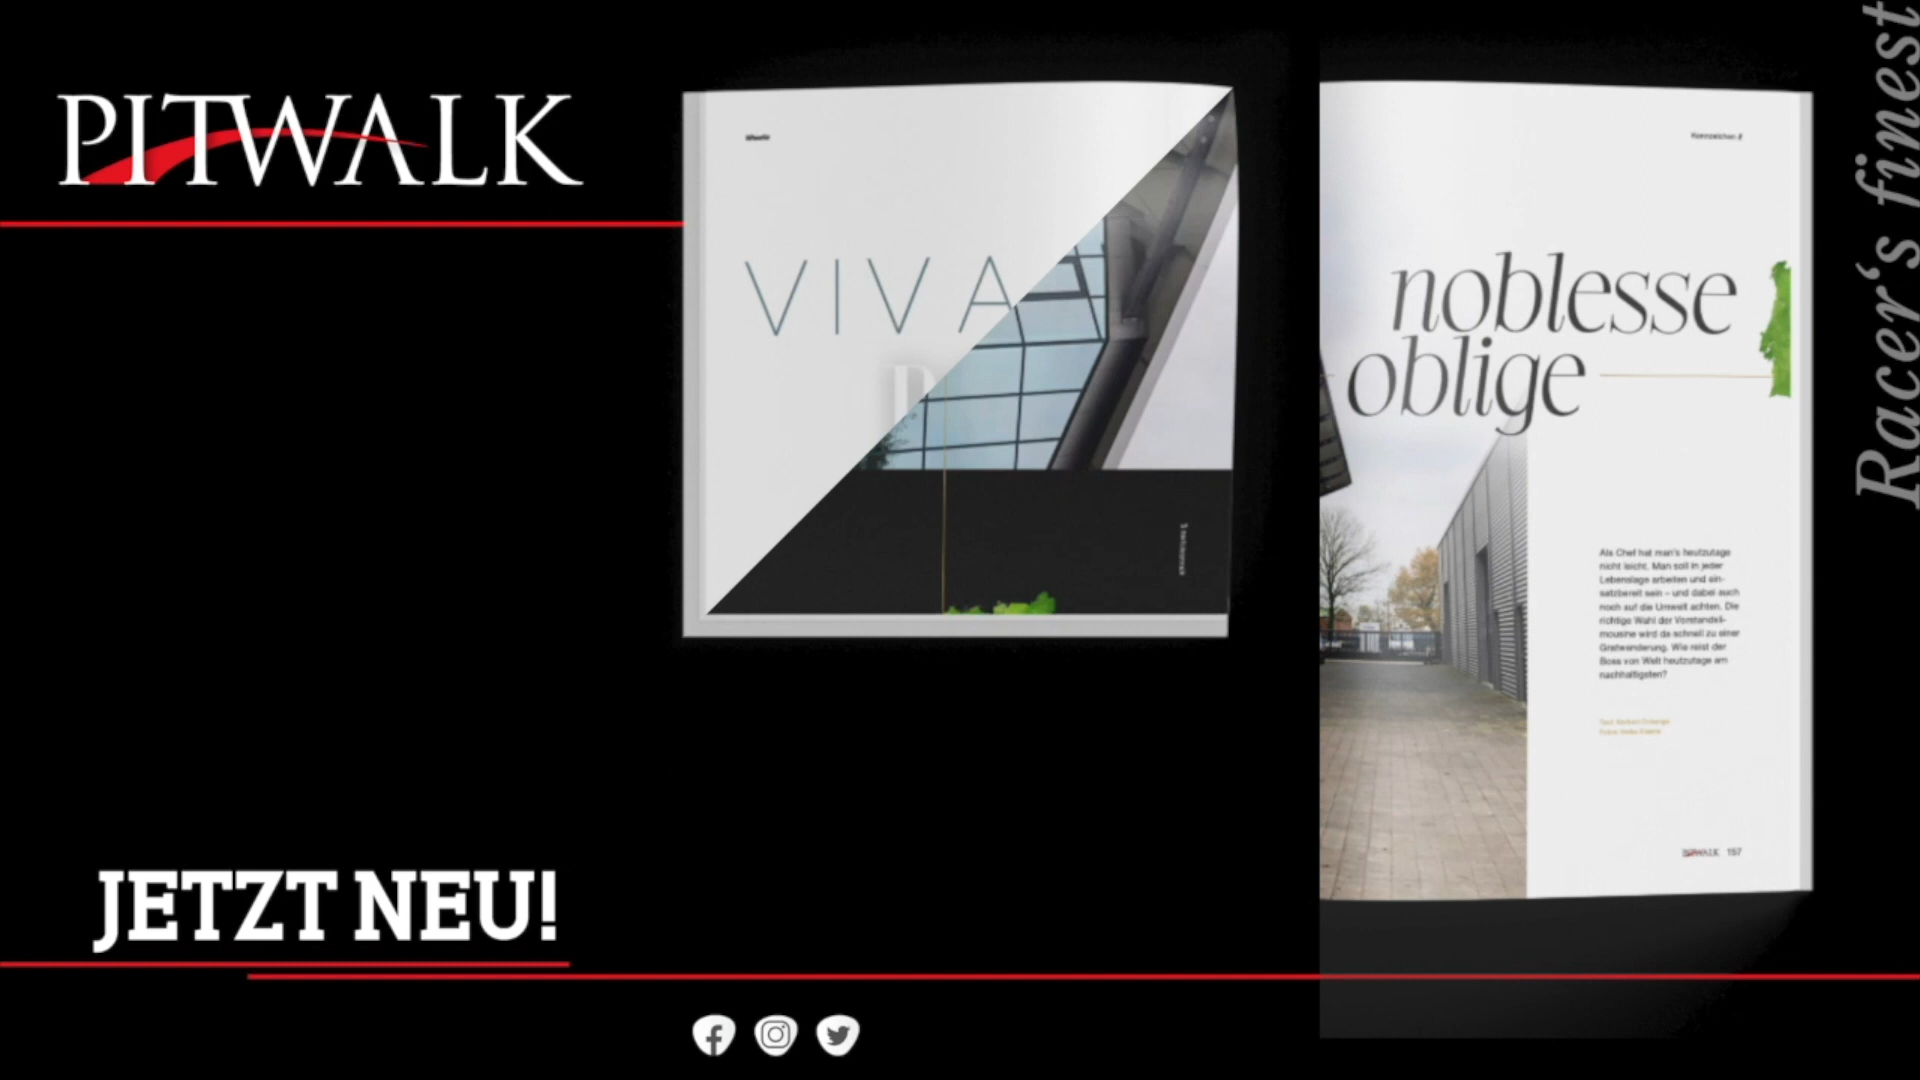 PITWALK
JETZT NEU!
VIVA
noblesse
oblige
Als Chef hat man's heutzutage
nicht leicht. Man soll in jeder
Lebenslage arbeiten und ein-
satzbereit sein – und dabei auch
noch auf die Umwelt achten. Die
richtige Wahl der Vorstandsli-
mousine wird da schnell zu einer
Gratwanderung. Wie reist der
Boss von Welt heutzutage am
nachhaltigsten?
PITWALK 157
Racer's finest